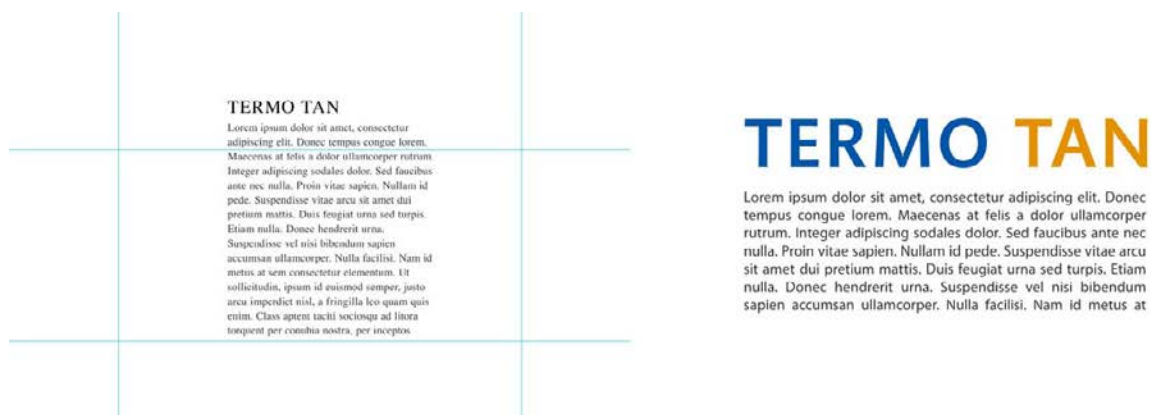 TERMO TAN
Lorem ipsum dolor sit amet, consectetur
adipiscing elit. Donec tempus congue lorem.
Maecenas at felis a dolor ullamcorper rutrum.
Integer adipiscing sodales dolor. Sed faucibus
ante nec nulla. Proin vitae sapien. Nullam id
pede. Suspendisse vitae arcu sit amet dui
pretium mattis. Duis feugiat urna sed turpis.
Etiam nulla. Donec hendrerit urna.
Suspendisse vel nisi bibendum sapien
accumsan ullamcorper. Nulla facilisi. Nam id
metus at sem consectetur elementum. Ut
sollicitudin, ipsum id euismod semper, justo
arcu imperdict nisl, a fringilla leo quam quis
enim. Class aptent taciti sociosqu ad litora
torquent per conubia nostra, per inceptos
TERMO TAN
Lorem ipsum dolor sit amet, consectetur adipiscing elit. Donec
tempus congue lorem. Maecenas at felis a dolor ullamcorper
rutrum. Integer adipiscing sodales dolor. Sed faucibus ante nec
nulla. Proin vitae sapien. Nullam id pede. Suspendisse vitae arcu
sit amet dui pretium mattis. Duis feugiat urna sed turpis. Etiam
nulla. Donec hendrerit urna. Suspendisse vel nisi bibendum
sapien accumsan ullamcorper. Nulla facilisi. Nam id metus at